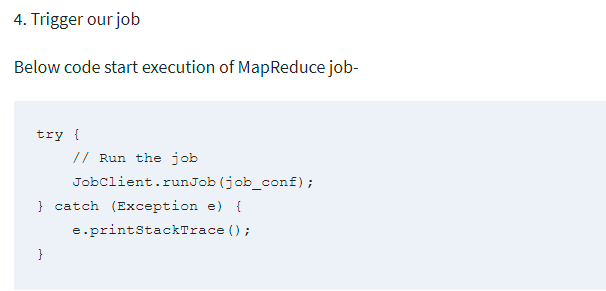 4. Trigger our job
Below code start execution of MapReduce job-
try {
    // Run the job
    JobClient.runJob(job_conf);
} catch (Exception e) {
    e.printStackTrace();
}